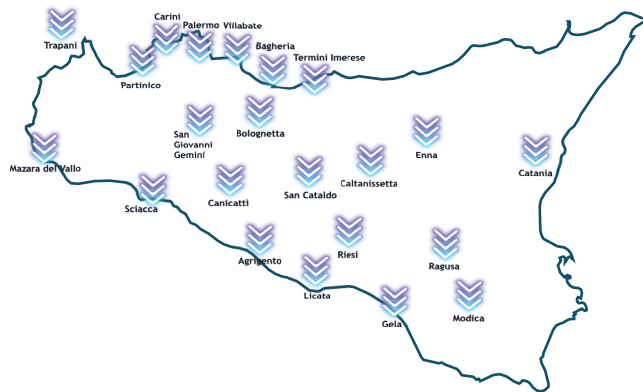 Carini
Palermo
Villabate
Trapani
Bagheria
Termini Imerese
Partinico
San
Giovanni
Gemini
Bolognetta
Enna
Mazara del Vallo
Catania
Caltanissetta
San Cataldo
Canicatti
Sciacca
Riesi
Agrigento
Ragusa
Licata
Gela
Modica